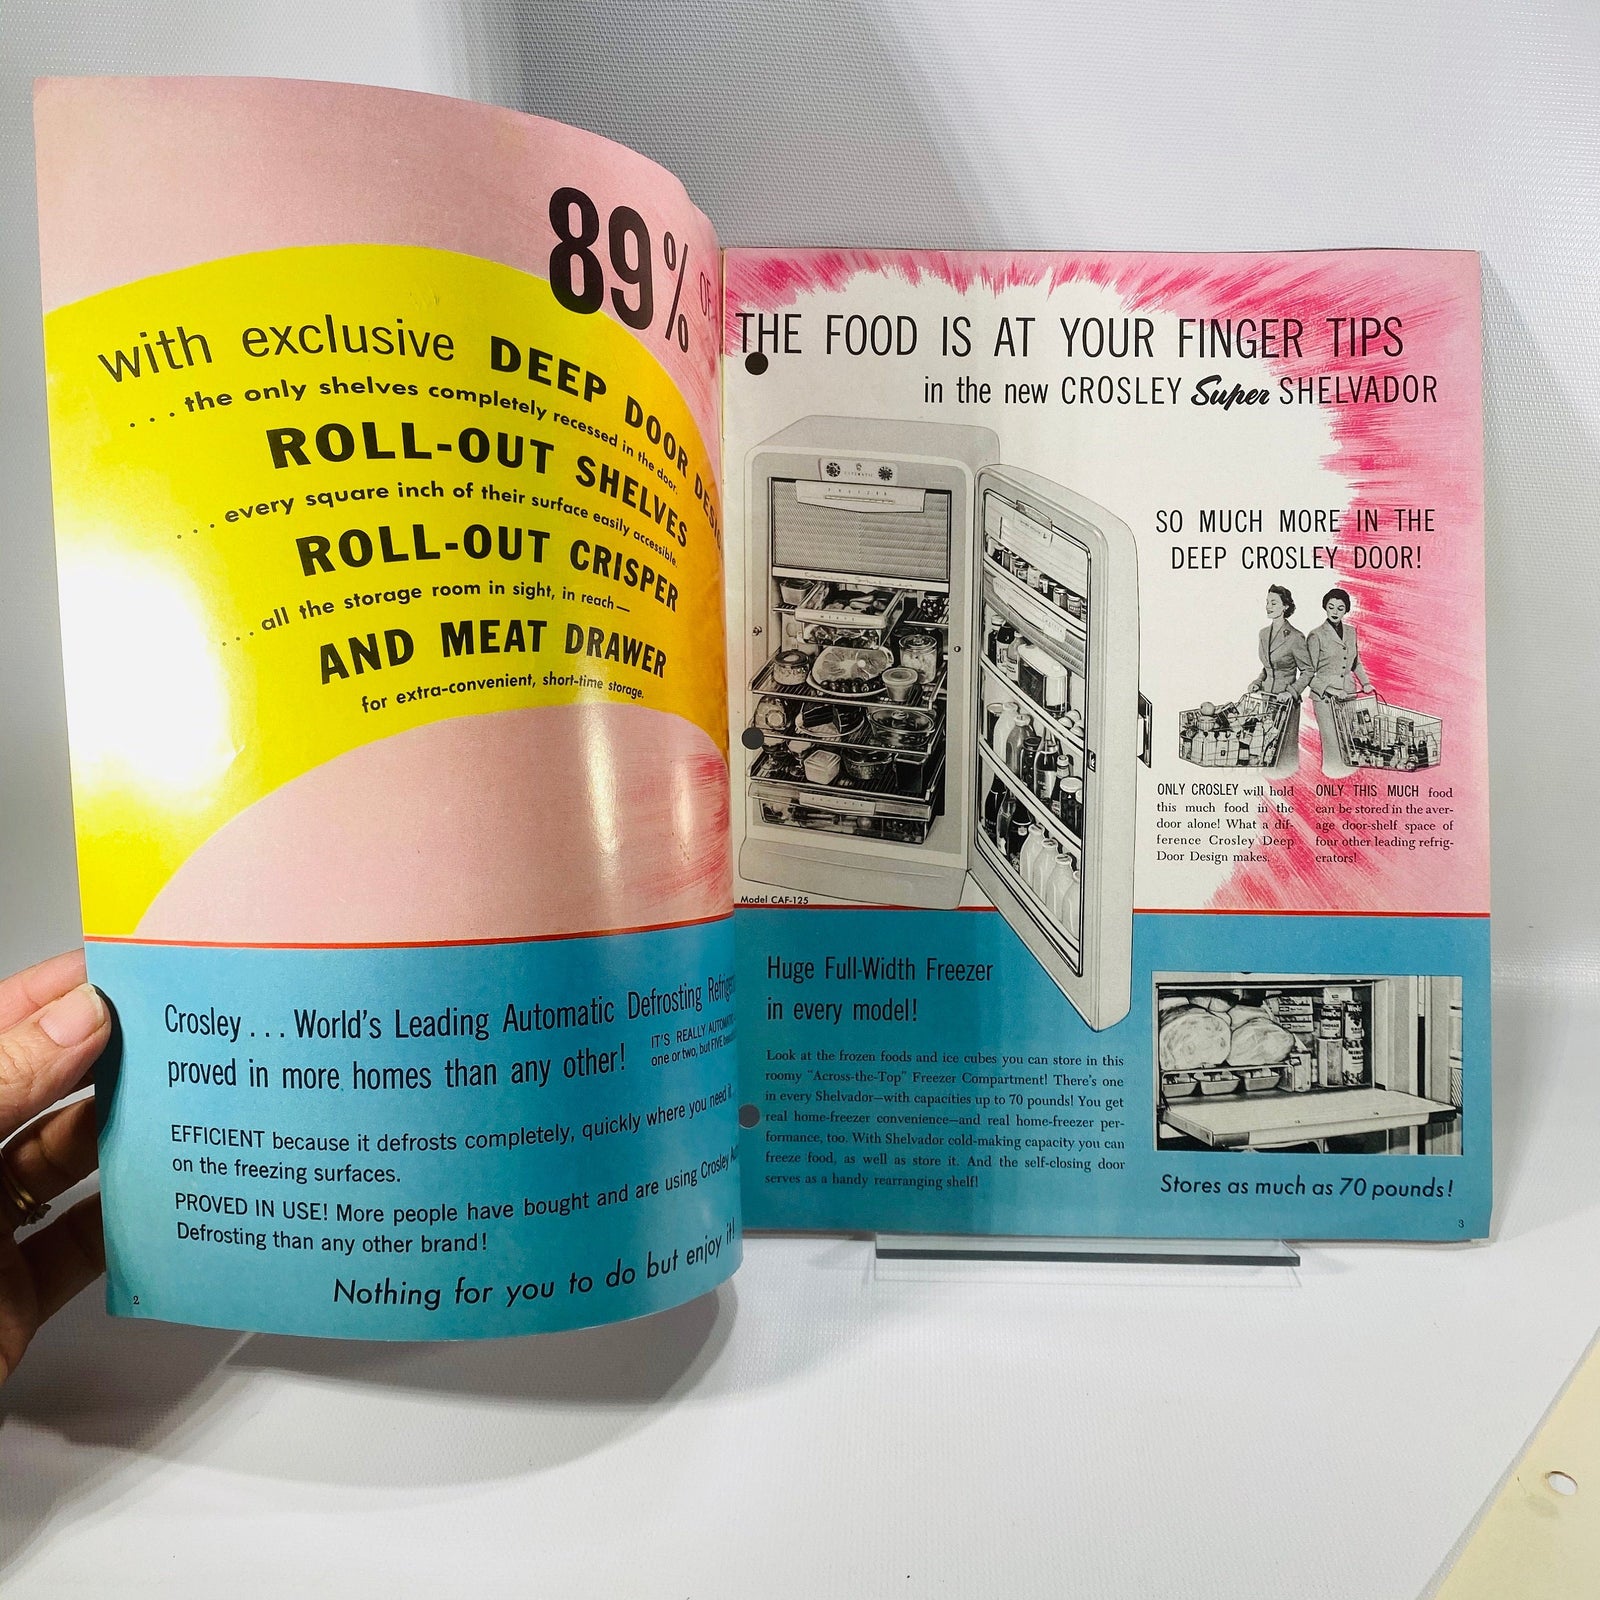 89% OF
with exclusive DEEP DOOR DESIGN
. . . the only shelves completely recessed in the door.
ROLL-OUT SHELVES
. . . every square inch of their surface easily accessible.
ROLL-OUT CRISPER
. . . all the storage room in sight, in reach—
AND MEAT DRAWER
for extra-convenient, short-time storage.
Crosley . . . World's Leading Automatic Defrosting
proved in more homes than any other!
IT'S REALLY AUTOMATIC
one or two, but FIVE
EFFICIENT because it defrosts completely, quickly where you need it,
on the freezing surfaces.
PROVED IN USE! More people have bought and are using Crosley
Defrosting than any other brand!
Nothing for you to do but enjoy it!
2
THE FOOD IS AT YOUR FINGER TIPS
in the new CROSLEY Super SHELVADOR
SO MUCH MORE IN THE
DEEP CROSLEY DOOR!
ONLY CROSLEY will hold
this much food in the
door alone! What a dif-
ference Crosley Deep
Door Design makes.
ONLY THIS MUCH food
can be stored in the aver-
age door-shelf space of
four other leading refrig-
erators!
Model CAF-125
Huge Full-Width Freezer
in every model!
Look at the frozen foods and ice cubes you can store in this
roomy "Across-the-Top" Freezer Compartment! There's one
in every Shelvador—with capacities up to 70 pounds! You get
real home-freezer convenience—and real home-freezer per-
formance, too. With Shelvador cold-making capacity you can
freeze food, as well as store it. And the self-closing door
serves as a handy rearranging shelf!
Stores as much as 70 pounds!
3